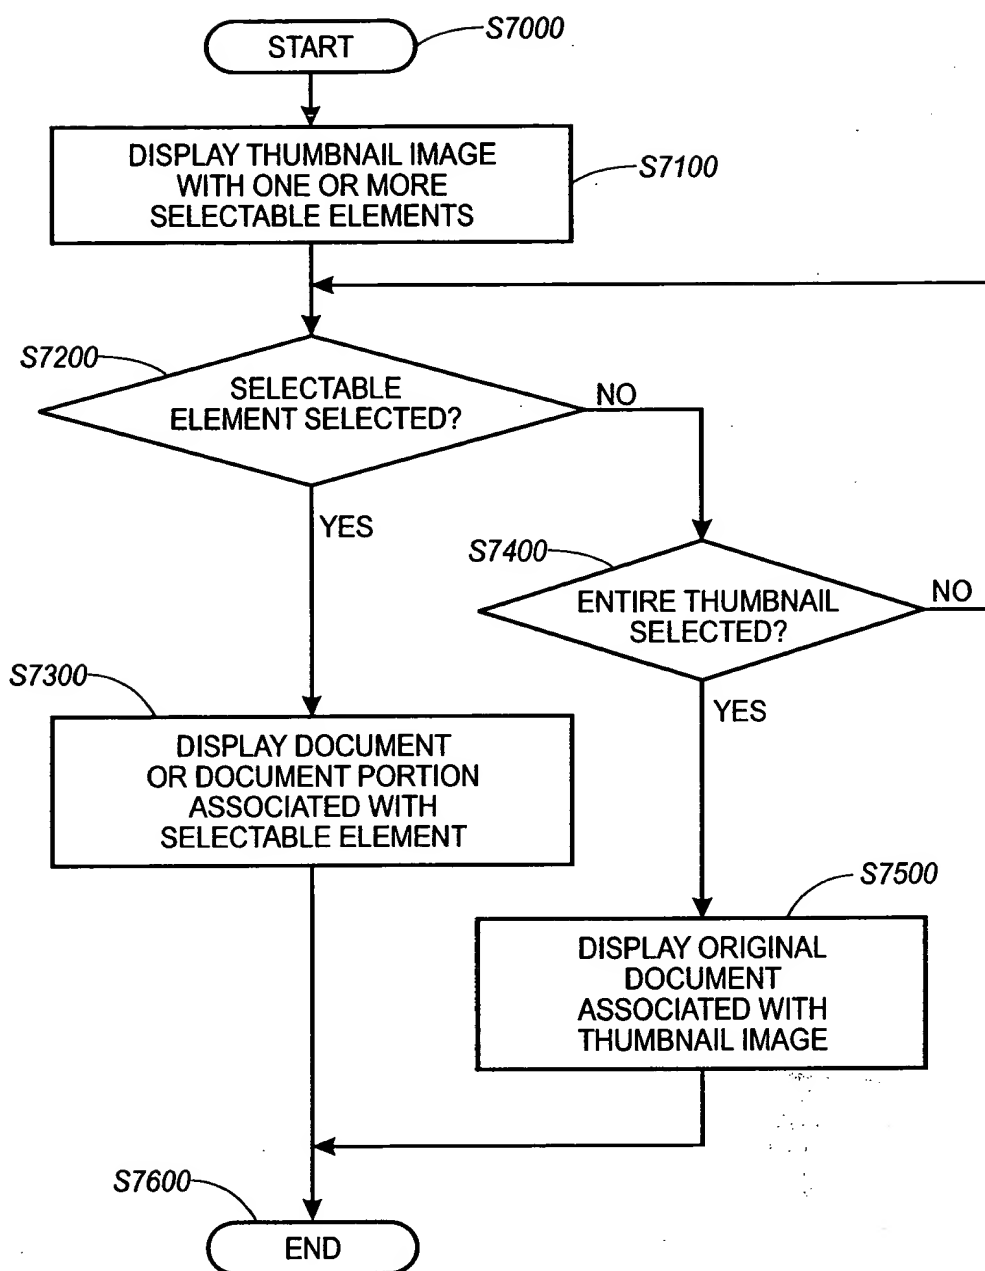 START
S7000
DISPLAY THUMBNAIL IMAGE
WITH ONE OR MORE
SELECTABLE ELEMENTS
S7100
S7200
SELECTABLE
ELEMENT SELECTED?
NO
YES
S7400
ENTIRE THUMBNAIL
SELECTED?
NO
YES
S7300
DISPLAY DOCUMENT
OR DOCUMENT PORTION
ASSOCIATED WITH
SELECTABLE ELEMENT
S7500
DISPLAY ORIGINAL
DOCUMENT
ASSOCIATED WITH
THUMBNAIL IMAGE
S7600
END